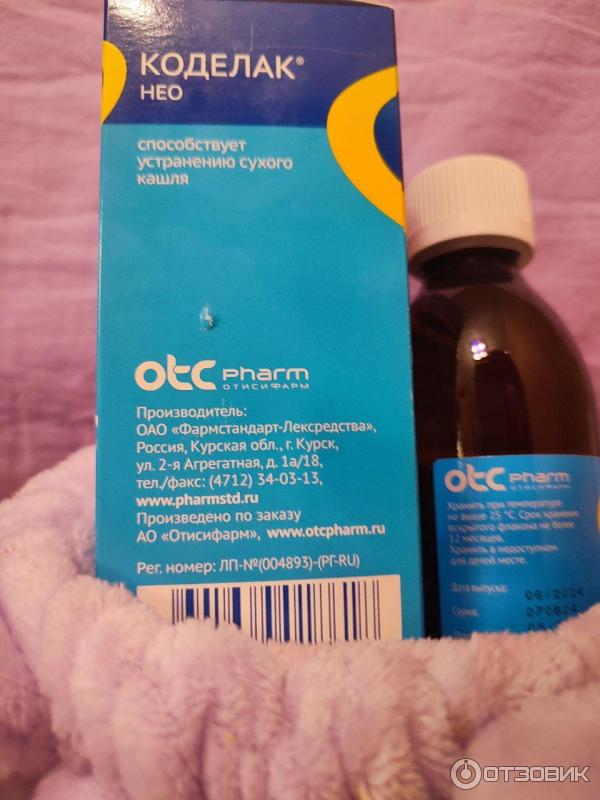 КОДЕЛАК®
НЕО
способствует
устранению сухого
кашля
отс pharm
ОТИСИФАРМ
Производитель:
ОАО «Фармстандарт-Лексредства»,
Россия, Курская обл., г. Курск,
ул. 2-я Агрегатная, д. 1а/18,
тел./факс: (4712) 34-03-13,
www.pharmstd.ru
Произведено по заказу
АО «Отисифарм», www.otcpharm.ru
Рег. номер: ЛП-№(004893)-(РГ-RU)
otc pharm
ОТИСИФАРМ
Хранить при температуре
не выше 25 °С. Срок хранения
вскрытого флакона не более
12 месяцев.
Хранить в недоступном
для детей месте.
Дата выпуска: 06/2024
Серия: 270624
05
ОТЗОВИК